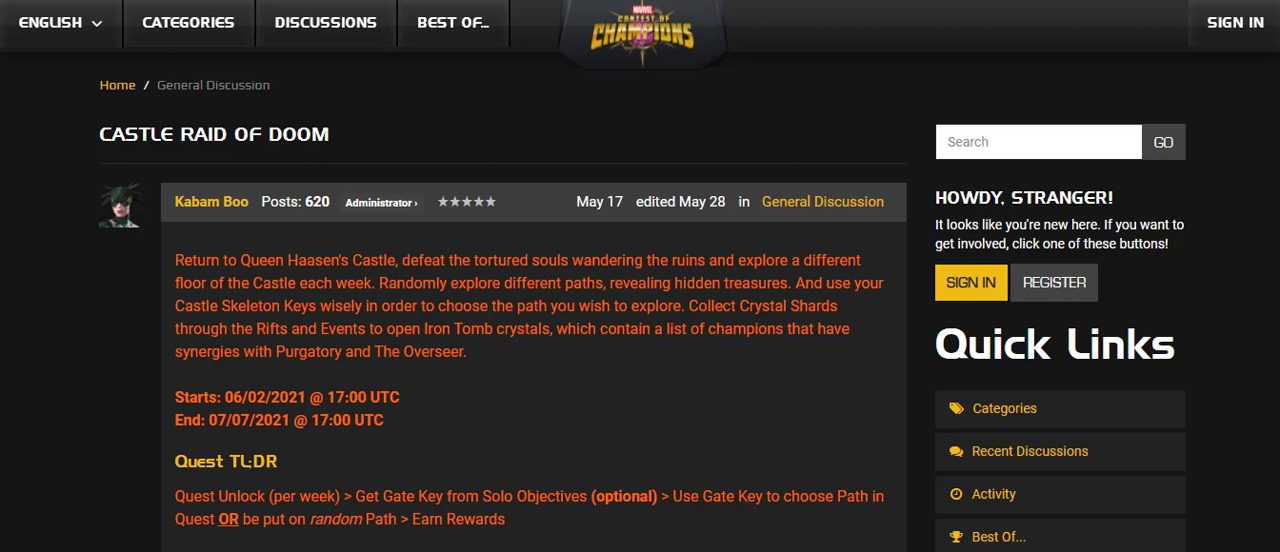 ENGLISH CATEGORIES DISCUSSIONS BEST OF... MARVEL CONTEST OF CHAMPIONS SIGN IN
Home / General Discussion
CASTLE RAID OF DOOM
Search GO
Kabam Boo Posts: 620 Administrator › ★★★★★ May 17 edited May 28 in General Discussion
Return to Queen Haasen's Castle, defeat the tortured souls wandering the ruins and explore a different
floor of the Castle each week. Randomly explore different paths, revealing hidden treasures. And use your
Castle Skeleton Keys wisely in order to choose the path you wish to explore. Collect Crystal Shards
through the Rifts and Events to open Iron Tomb crystals, which contain a list of champions that have
synergies with Purgatory and The Overseer.
Starts: 06/02/2021 @ 17:00 UTC
End: 07/07/2021 @ 17:00 UTC
Quest TL;DR
Quest Unlock (per week) > Get Gate Key from Solo Objectives (optional) > Use Gate Key to choose Path in
Quest OR be put on random Path > Earn Rewards
HOWDY, STRANGER!
It looks like you're new here. If you want to
get involved, click one of these buttons!
SIGN IN REGISTER
Quick Links
Categories
Recent Discussions
Activity
Best Of...